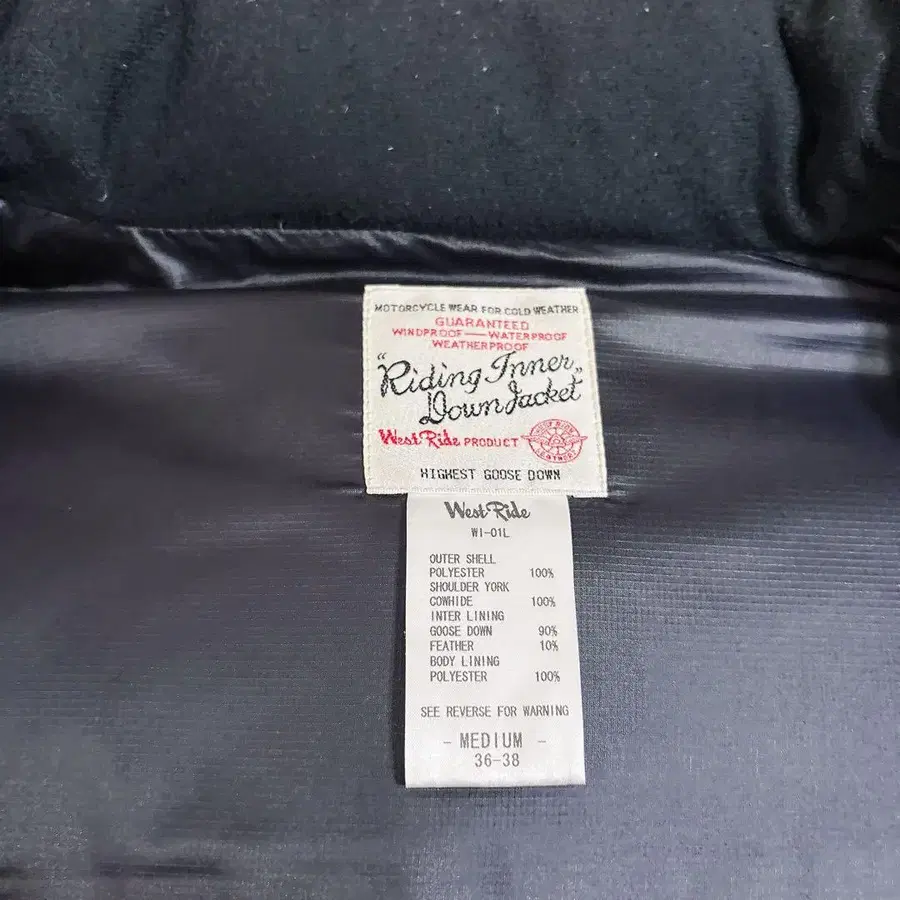 MOTORCYCLE WEAR FOR COLD WEATHER
GUARANTEED
WINDPROOF — WATERPROOF
WEATHERPROOF
"Riding Inner
Down Jacket"
West Ride PRODUCT
WEST RIDE
HIGHEST GOOSE DOWN
West Ride
WI-01L
OUTER SHELL
POLYESTER 100%
SHOULDER YORK
COWHIDE 100%
INTER LINING
GOOSE DOWN 90%
FEATHER 10%
BODY LINING
POLYESTER 100%
SEE REVERSE FOR WARNING
- MEDIUM -
36-38